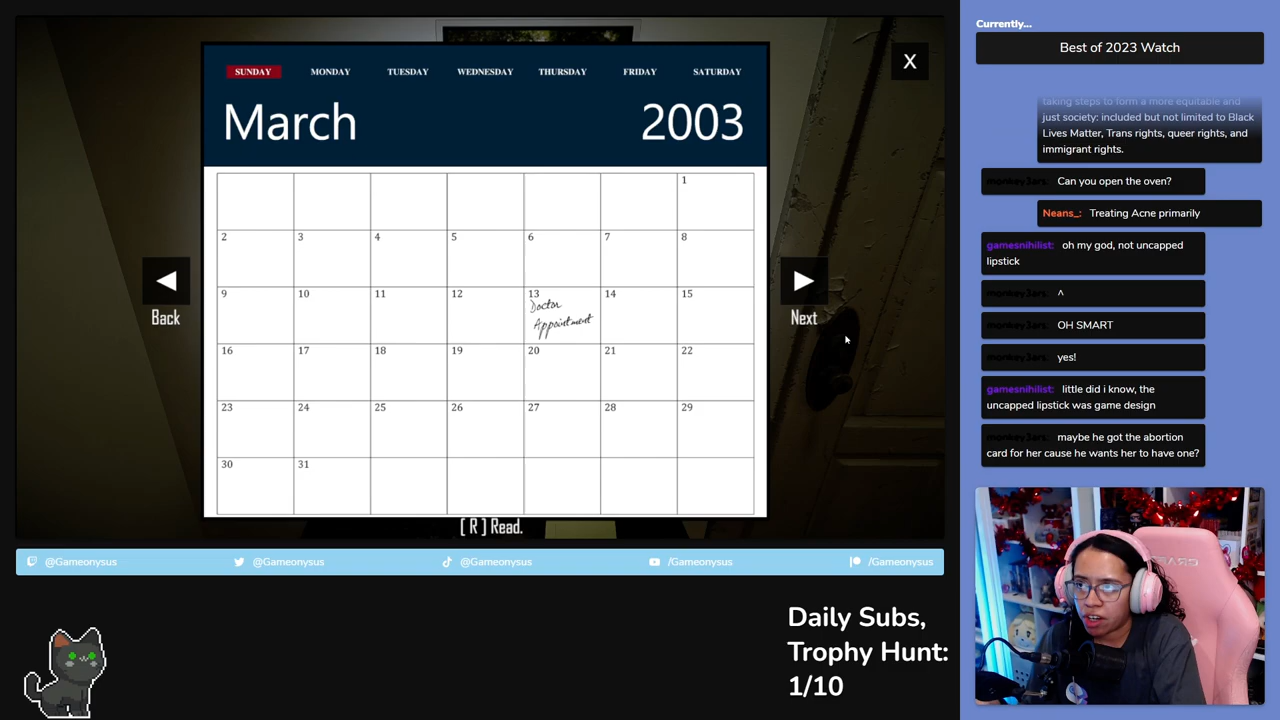 SUNDAY MONDAY TUESDAY WEDNESDAY THURSDAY FRIDAY SATURDAY
March 2003
X
1
2 3 4 5 6 7 8
9 10 11 12 13 14 15
Doctor
Appointment
16 17 18 19 20 21 22
23 24 25 26 27 28 29
30 31
Back
Next
[ R ] Read.
@Gameonysus @Gameonysus @Gameonysus /Gameonysus /Gameonysus
Daily Subs,
Trophy Hunt:
1/10
Currently...
Best of 2023 Watch
taking steps to form a more equitable and
just society: included but not limited to Black
Lives Matter, Trans rights, queer rights, and
immigrant rights.
monkey3ars: Can you open the oven?
Neans_: Treating Acne primarily
gamesnihilist: oh my god, not uncapped
lipstick
monkey3ars: ^
monkey3ars: OH SMART
monkey3ars: yes!
gamesnihilist: little did i know, the
uncapped lipstick was game design
monkey3ars: maybe he got the abortion
card for her cause he wants her to have one?